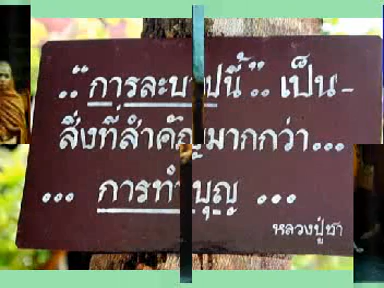 ..การละบาปนี้.. เป็น-
สิ่งที่สำคัญมากกว่า...
... การทำบุญ ...
หลวงปู่ชา